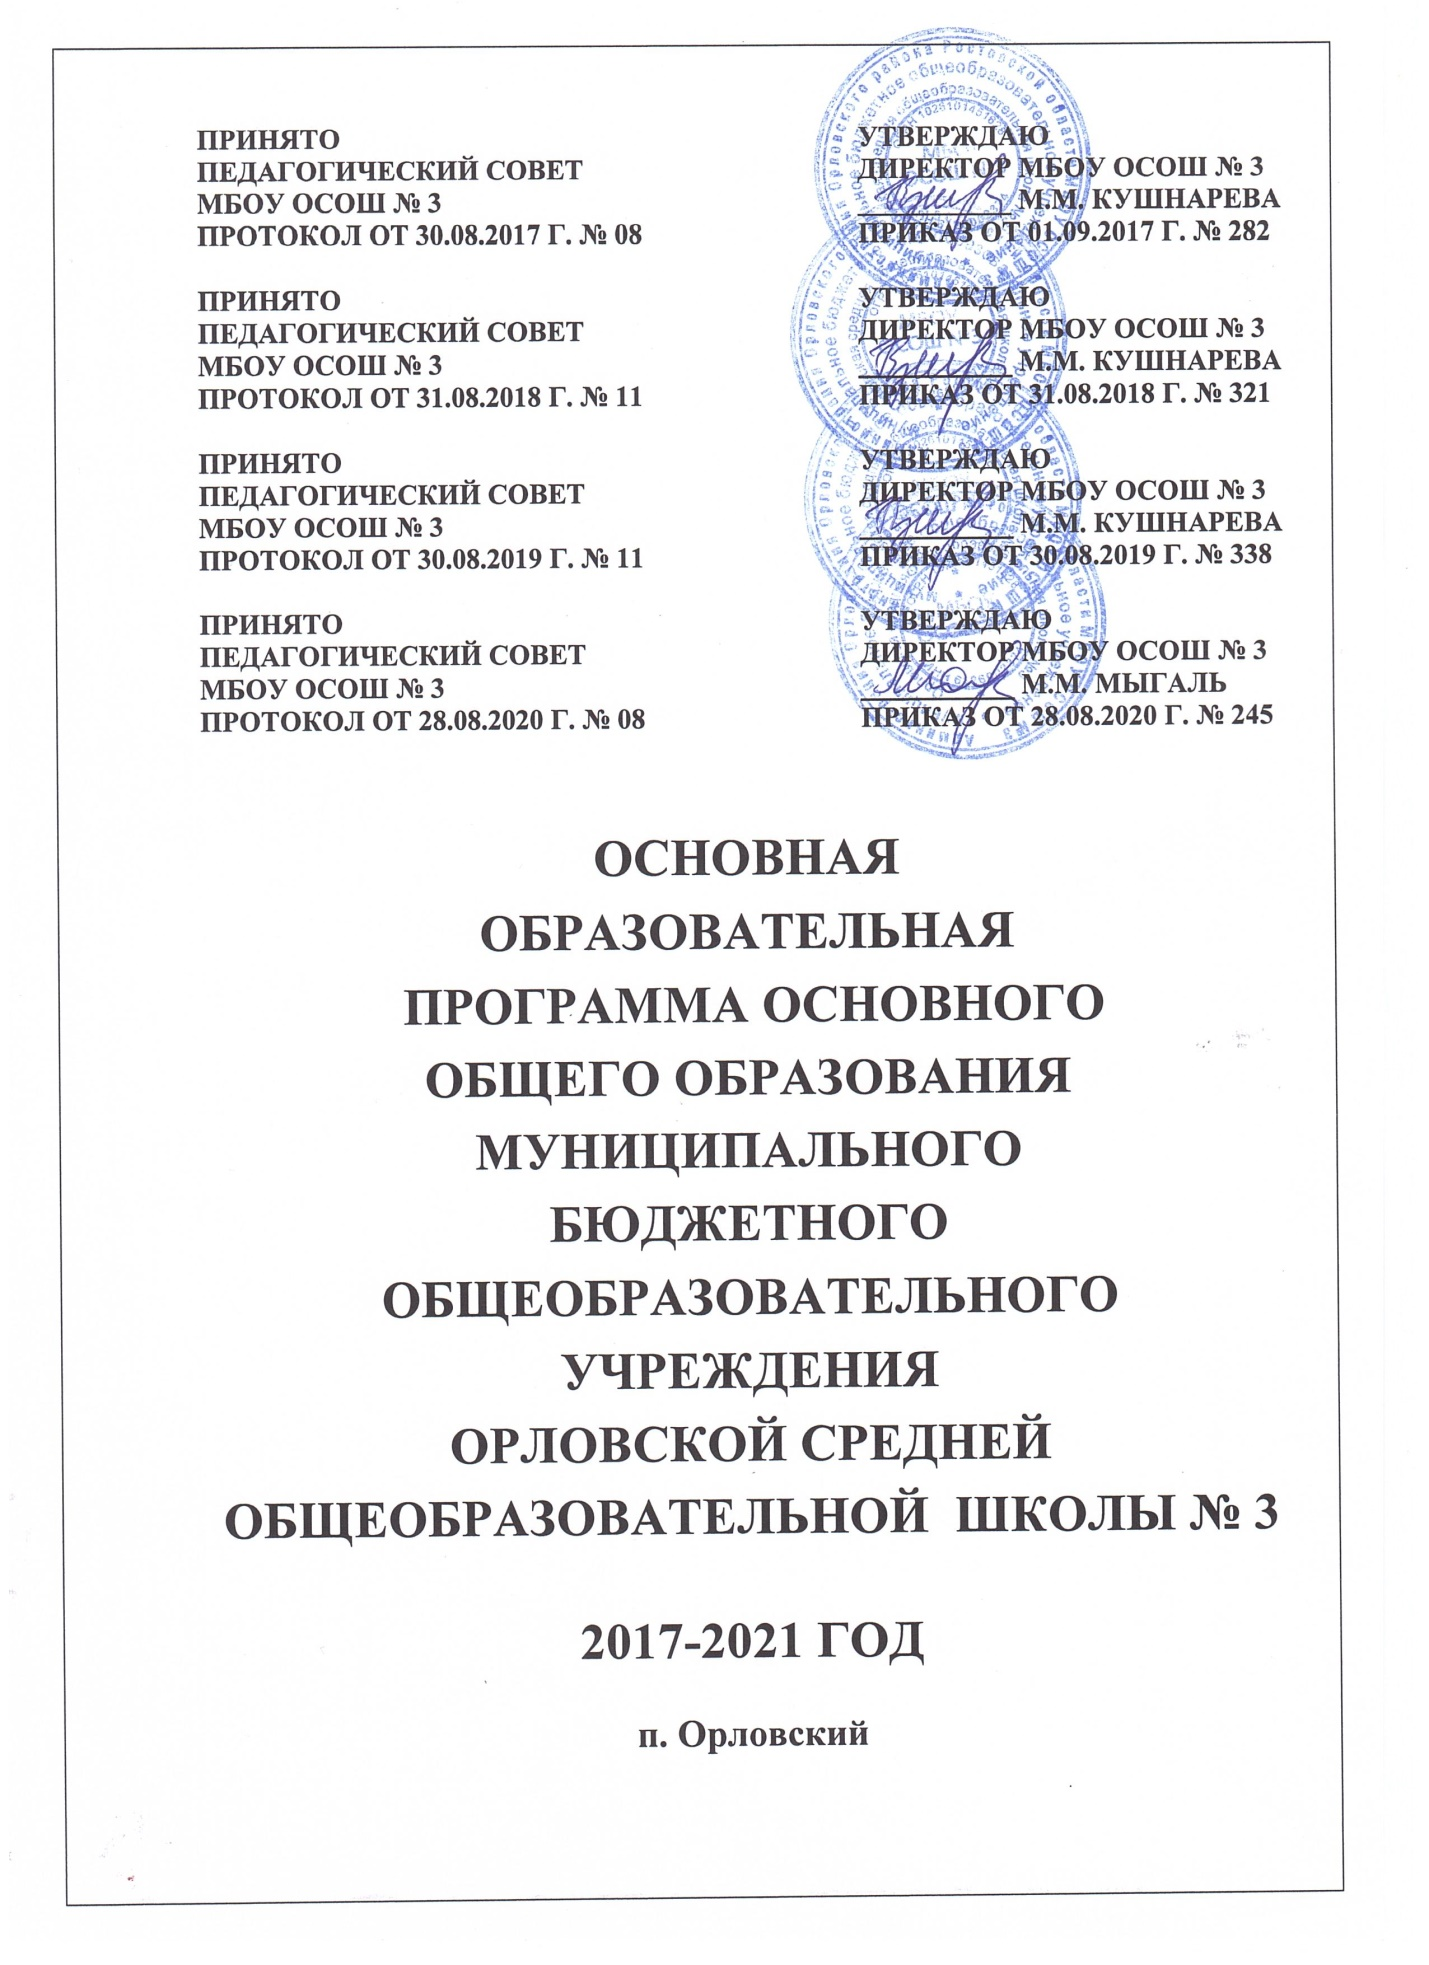 ПРИНЯТО
ПЕДАГОГИЧЕСКИЙ СОВЕТ
МБОУ ОСОШ № 3
ПРОТОКОЛ ОТ 30.08.2017 Г. № 08
УТВЕРЖДАЮ
ДИРЕКТОР МБОУ ОСОШ № 3
М.М. КУШНАРЕВА
ПРИКАЗ ОТ 01.09.2017 Г. № 282
ПРИНЯТО
ПЕДАГОГИЧЕСКИЙ СОВЕТ
МБОУ ОСОШ № 3
ПРОТОКОЛ ОТ 31.08.2018 Г. № 11
УТВЕРЖДАЮ
ДИРЕКТОР МБОУ ОСОШ № 3
М.М. КУШНАРЕВА
ПРИКАЗ ОТ 31.08.2018 Г. № 321
ПРИНЯТО
ПЕДАГОГИЧЕСКИЙ СОВЕТ
МБОУ ОСОШ № 3
ПРОТОКОЛ ОТ 30.08.2019 Г. № 11
УТВЕРЖДАЮ
ДИРЕКТОР МБОУ ОСОШ № 3
М.М. КУШНАРЕВА
ПРИКАЗ ОТ 30.08.2019 Г. № 338
ПРИНЯТО
ПЕДАГОГИЧЕСКИЙ СОВЕТ
МБОУ ОСОШ № 3
ПРОТОКОЛ ОТ 28.08.2020 Г. № 08
УТВЕРЖДАЮ
ДИРЕКТОР МБОУ ОСОШ № 3
М.М. МЫГАЛЬ
ПРИКАЗ ОТ 28.08.2020 Г. № 245
ОСНОВНАЯ
ОБРАЗОВАТЕЛЬНАЯ
ПРОГРАММА ОСНОВНОГО
ОБЩЕГО ОБРАЗОВАНИЯ
МУНИЦИПАЛЬНОГО
БЮДЖЕТНОГО
ОБЩЕОБРАЗОВАТЕЛЬНОГО
УЧРЕЖДЕНИЯ
ОРЛОВСКОЙ СРЕДНЕЙ
ОБЩЕОБРАЗОВАТЕЛЬНОЙ ШКОЛЫ № 3
2017-2021 ГОД
п. Орловский